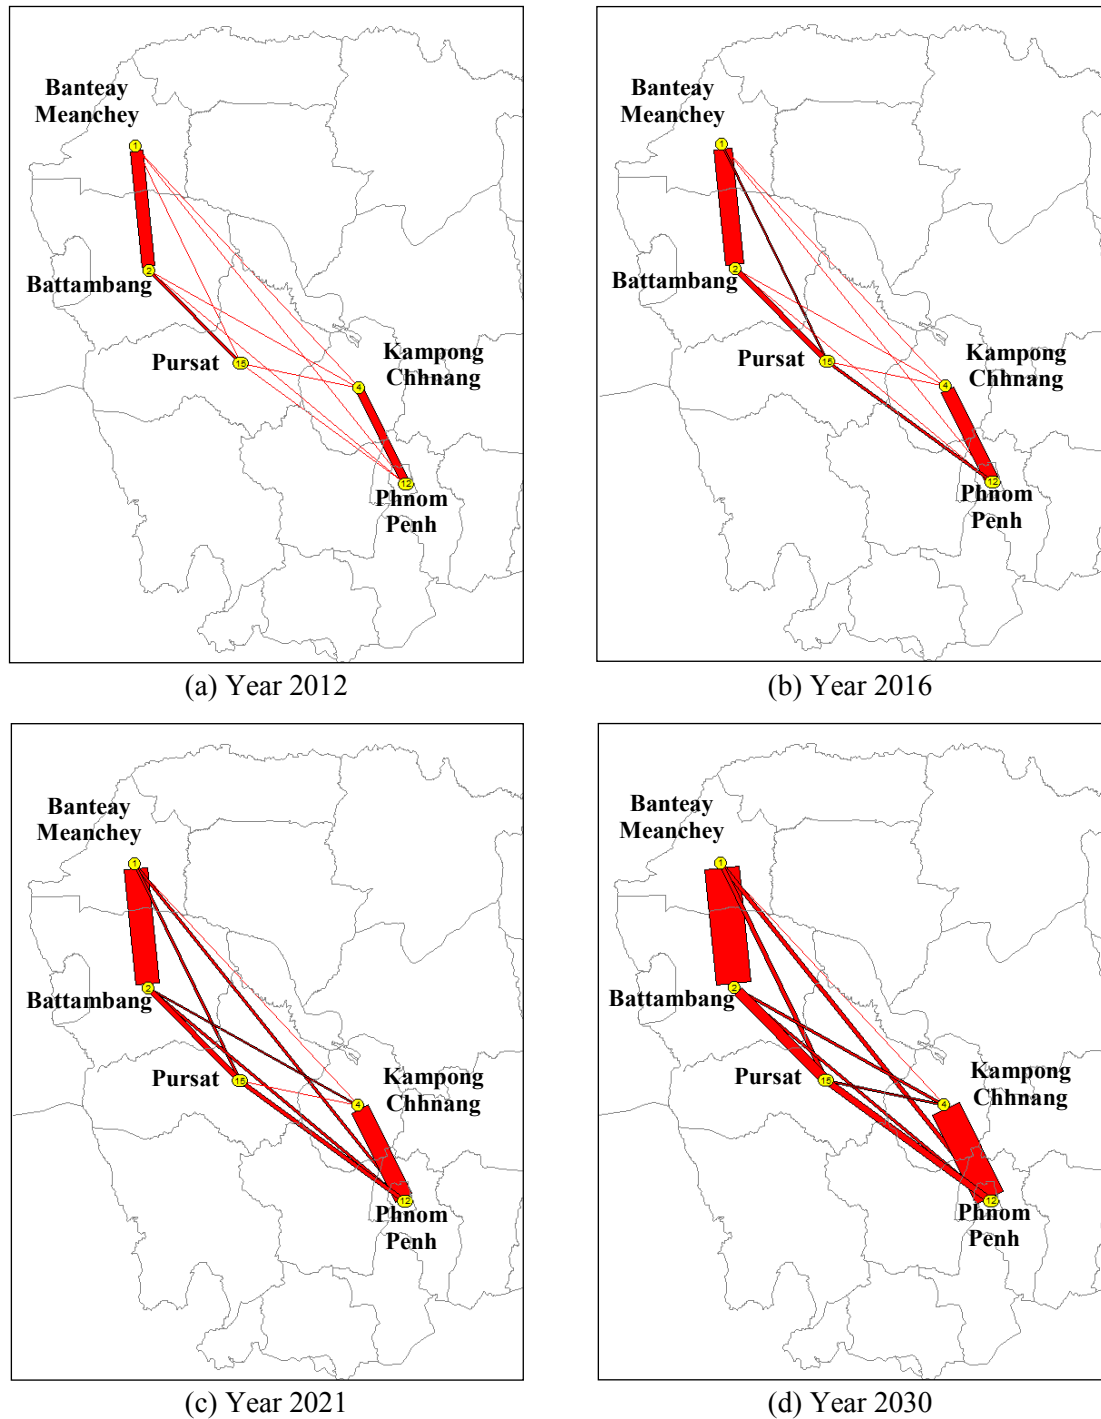 Banteay
Meanchey
1
2
Battambang
Pursat
15
Kampong
Chhnang
4
12
Phnom
Penh
(a) Year 2012
Banteay
Meanchey
1
2
Battambang
Pursat
15
Kampong
Chhnang
4
12
Phnom
Penh
(b) Year 2016
Banteay
Meanchey
1
2
Battambang
Pursat
15
Kampong
Chhnang
4
12
Phnom
Penh
(c) Year 2021
Banteay
Meanchey
1
2
Battambang
Pursat
15
Kampong
Chhnang
4
12
Phnom
Penh
(d) Year 2030